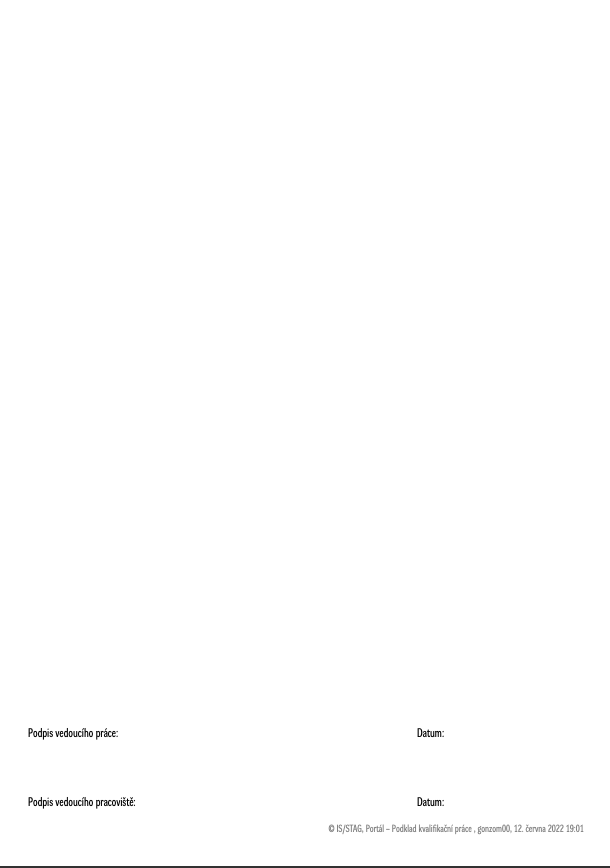 Podpis vedoucího práce: Datum:
Podpis vedoucího pracoviště: Datum:
© IS/STAG, Portál – Podklad kvalifikační práce , gonzom00, 12. června 2022 19:01